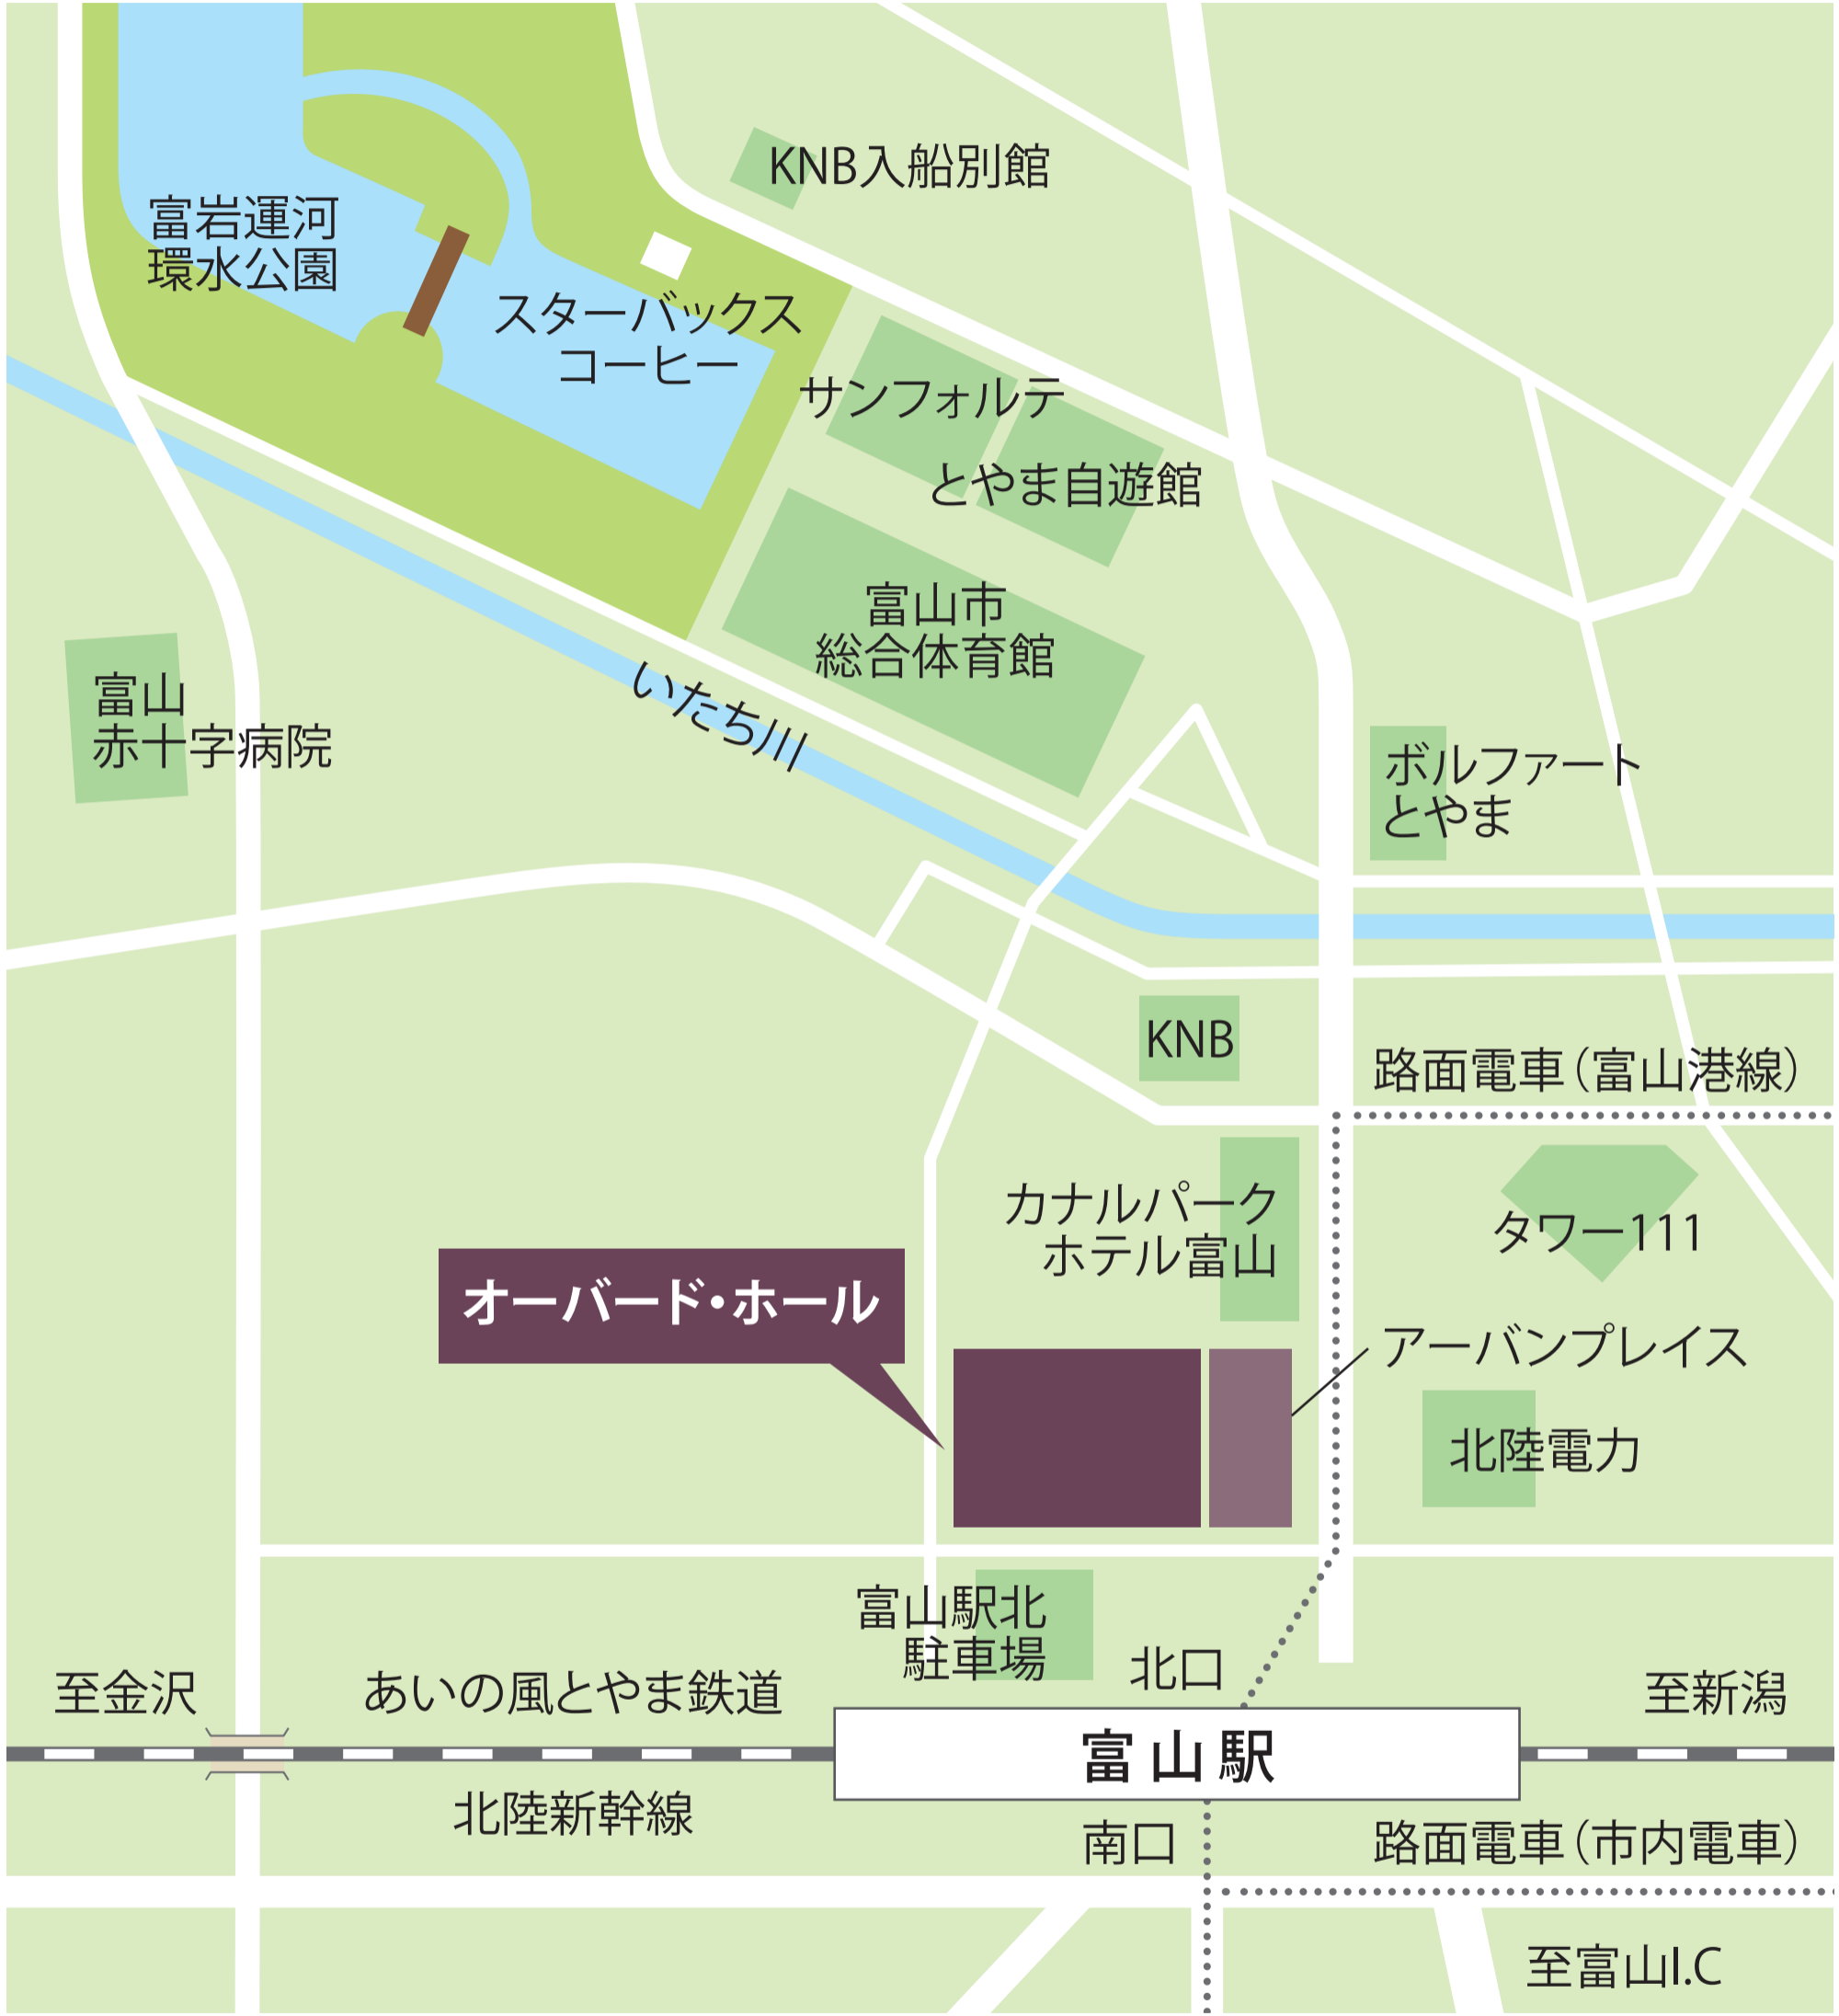 KNB入船別館
富岩運河
環水公園
スターバックス
コーヒー
サンフォルテ
とやま自遊館
富山市
総合体育館
いたち川
富山
赤十字病院
ボルファート
とやま
KNB
路面電車（富山港線）
カナルパーク
ホテル富山
タワー111
オーバード・ホール
アーバンプレイス
北陸電力
富山駅北
駐車場
北口
至金沢
あいの風とやま鉄道
至新潟
富山駅
北陸新幹線
南口
路面電車（市内電車）
至富山I.C